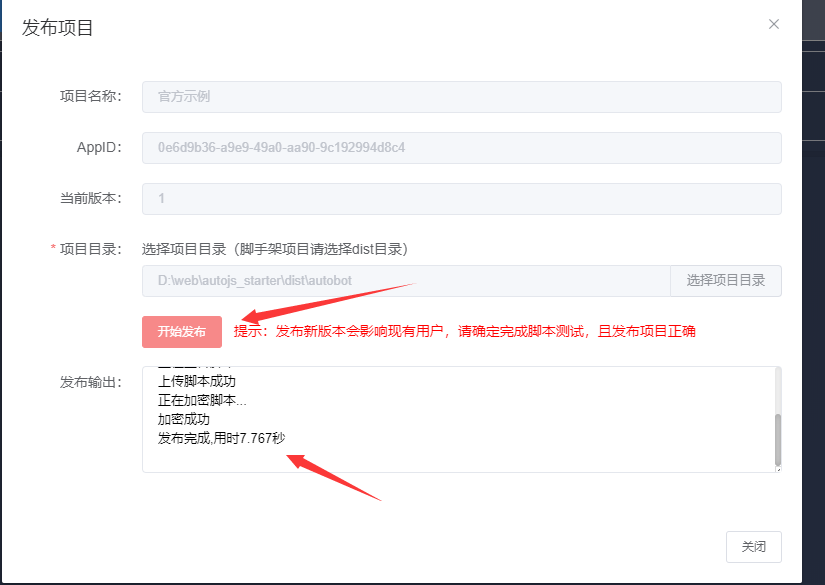 发布项目
项目名称：
官方示例
AppID：
0e6d9b36-a9e9-49a0-aa90-9c192994d8c4
当前版本：
1
* 项目目录：
选择项目目录（脚手架项目请选择dist目录）
D:\web\autojs_starter\dist\autobot
选择项目目录
开始发布
提示：发布新版本会影响现有用户，请确定完成脚本测试，且发布项目正确
发布输出：
上传脚本成功
正在加密脚本...
加密成功
发布完成,用时7.767秒
关闭